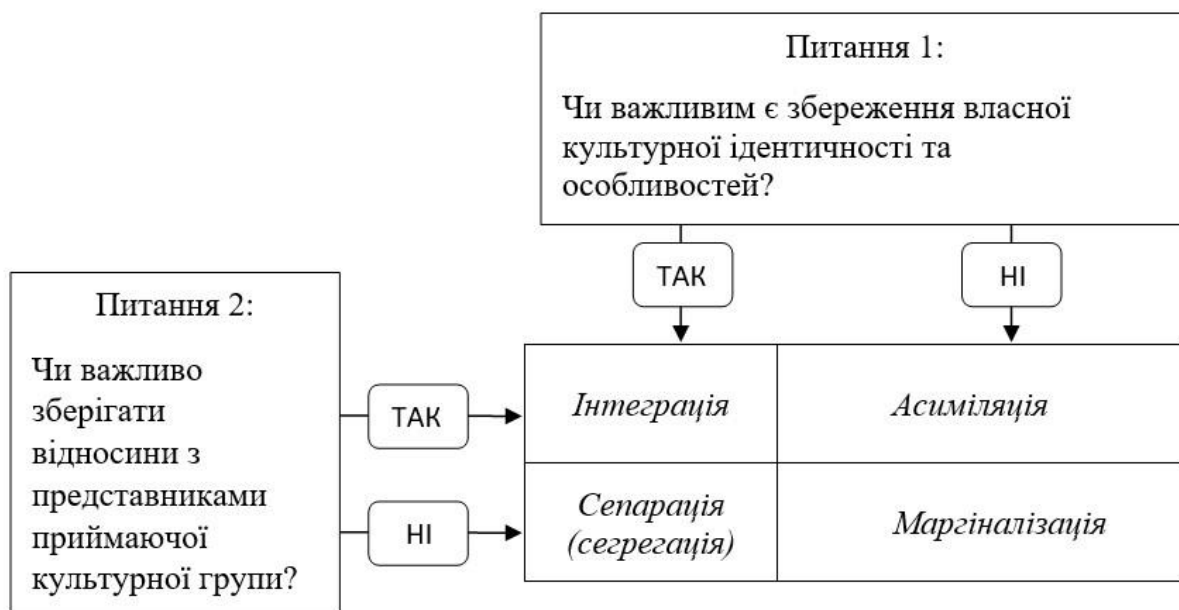 Питання 1:
Чи важливим є збереження власної
культурної ідентичності та
особливостей?
ТАК
НІ
Питання 2:
Чи важливо
зберігати
відносини з
представниками
приймаючої
культурної групи?
ТАК
НІ
Інтеграція
Асиміляція
Сепарація
(сегрегація)
Маргіналізація